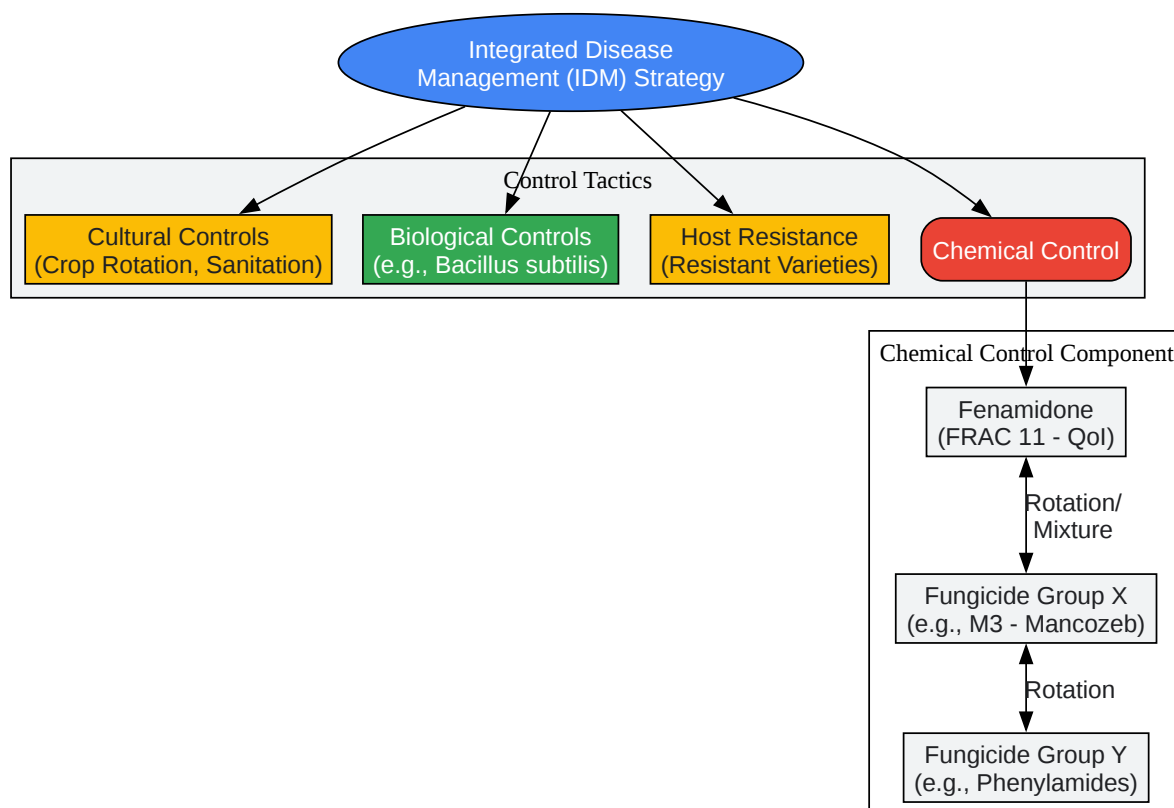 Integrated Disease
Management (IDM) Strategy
Control Tactics
Cultural Controls
(Crop Rotation, Sanitation)
Biological Controls
(e.g., Bacillus subtilis)
Host Resistance
(Resistant Varieties)
Chemical Control
Chemical Control Component
Fenamidone
(FRAC 11 - QoI)
Rotation/
Mixture
Fungicide Group X
(e.g., M3 - Mancozeb)
Rotation
Fungicide Group Y
(e.g., Phenylamides)